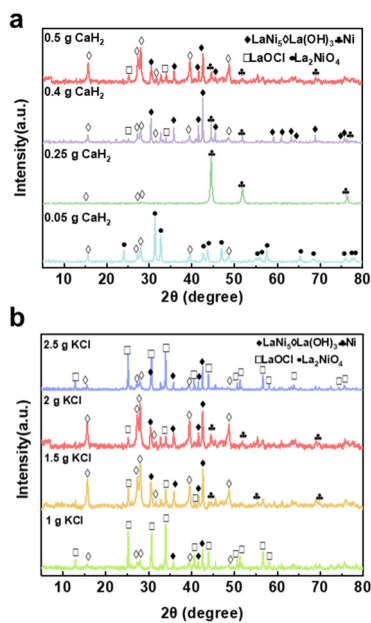 a
0.5 g CaH₂
◆LaNi₅◇La(OH)₃♣Ni
□LaOCl ●La₂NiO₄
0.4 g CaH₂
0.25 g CaH₂
0.05 g CaH₂
Intensity(a.u.)
10 20 30 40 50 60 70 80
2θ (degree)
b
2.5 g KCl
◆LaNi₅◇La(OH)₃♣Ni
□LaOCl ●La₂NiO₄
2 g KCl
1.5 g KCl
1 g KCl
Intensity(a.u.)
10 20 30 40 50 60 70 80
2θ (degree)